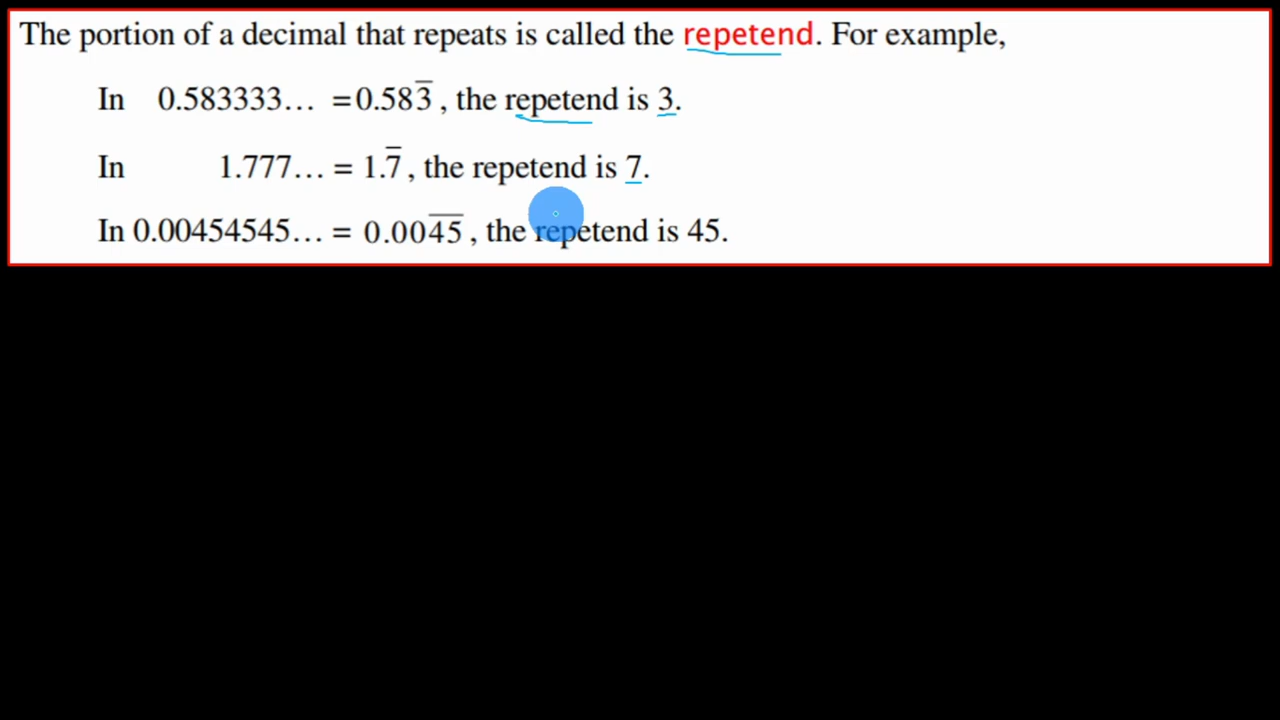 The portion of a decimal that repeats is called the repetend. For example,
In 0.583333… = 0.583̅ , the repetend is 3.
In 1.777… = 1.7̅ , the repetend is 7.
In 0.00454545… = 0.004̅5̅ , the repetend is 45.